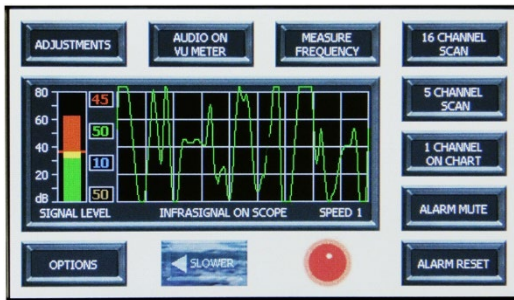 ADJUSTMENTS
AUDIO ON
VU METER
MEASURE
FREQUENCY
16 CHANNEL
SCAN
80
60
40
20
dB
45
50
10
50
SIGNAL LEVEL
INFRASIGNAL ON SCOPE
SPEED 1
5 CHANNEL
SCAN
1 CHANNEL
ON CHART
ALARM MUTE
OPTIONS
SLOWER
ALARM RESET